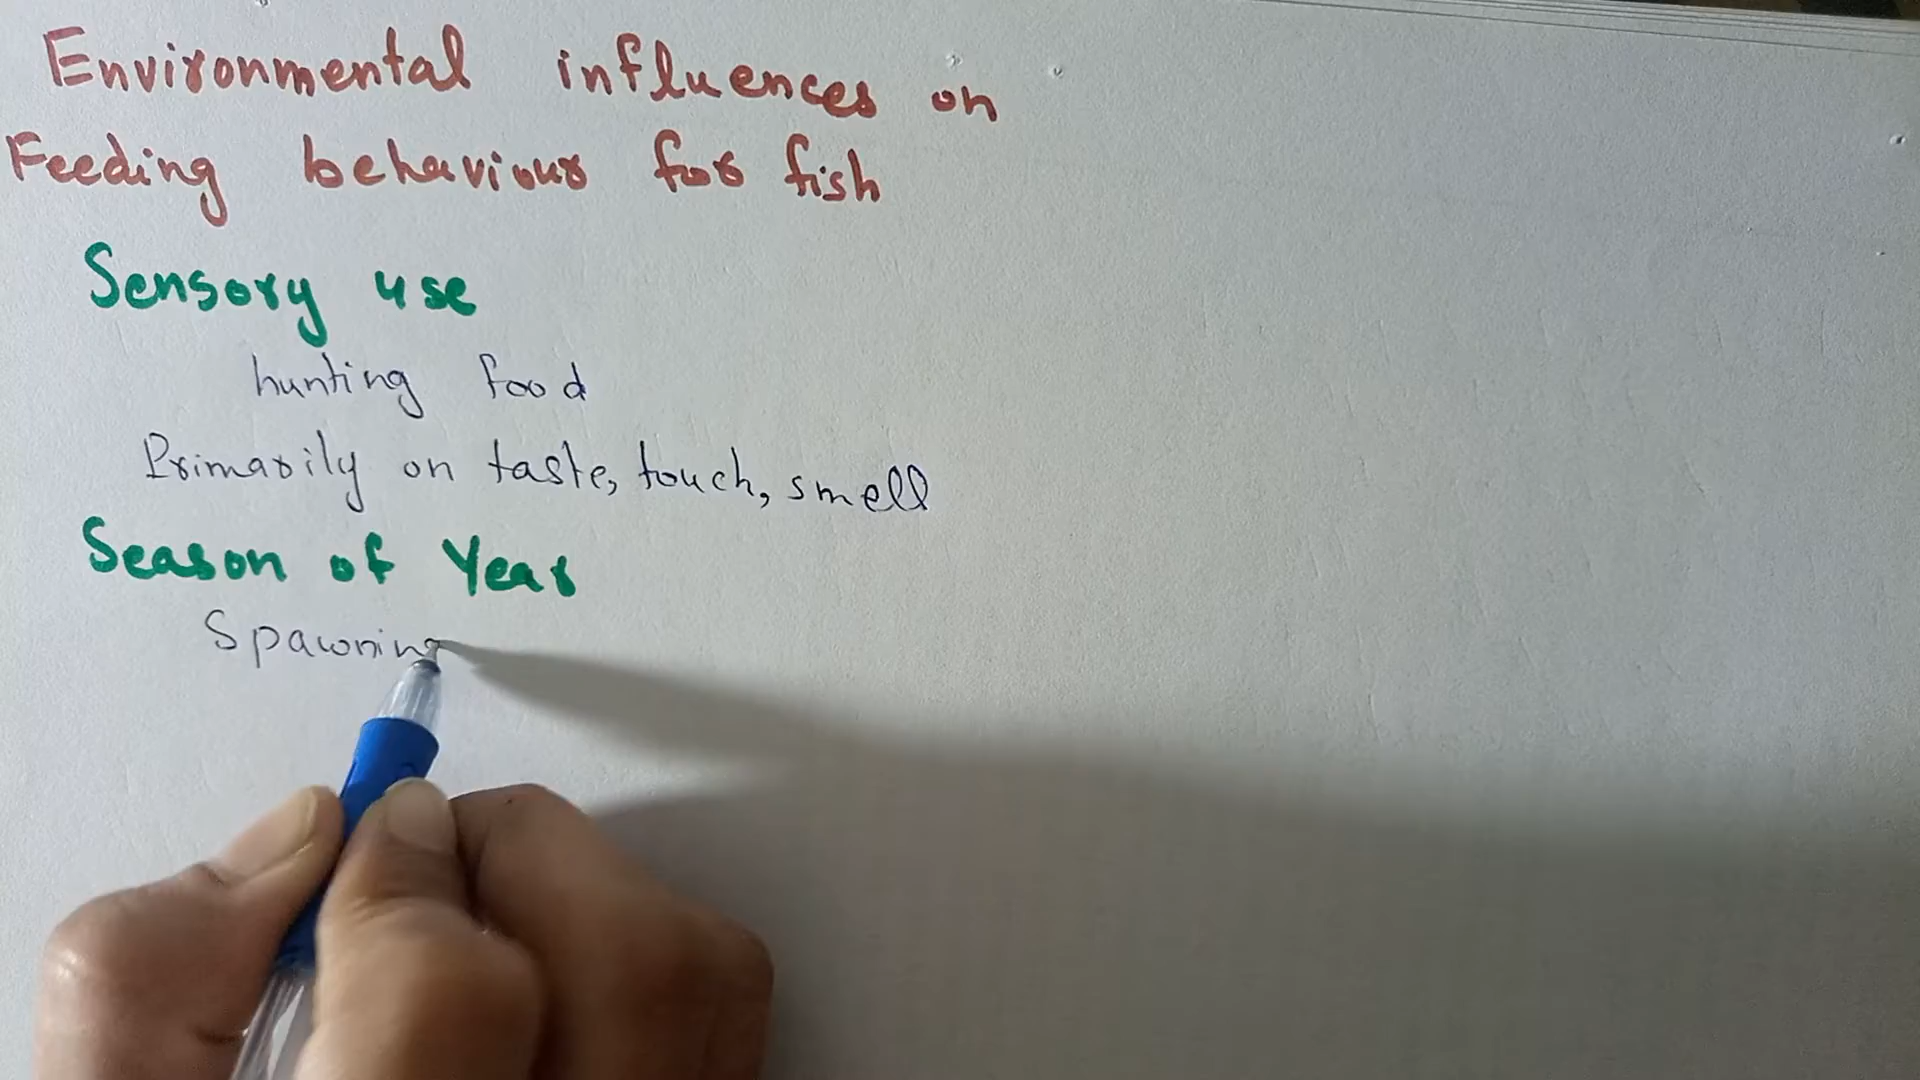 Environmental influences on
Feeding behaviour for fish
Sensory use
hunting food
Primarily on taste, touch, smell
Season of Year
Spawning